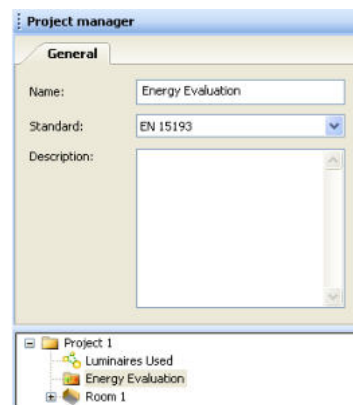 Project manager
General
Name: Energy Evaluation
Standard: EN 15193
Description:
Project 1
Luminaires Used
Energy Evaluation
Room 1